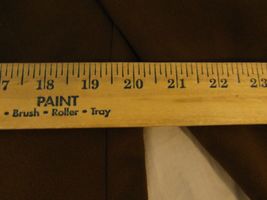 7 18 19 20 21 22 23
PAINT
• Brush • Roller • Tray